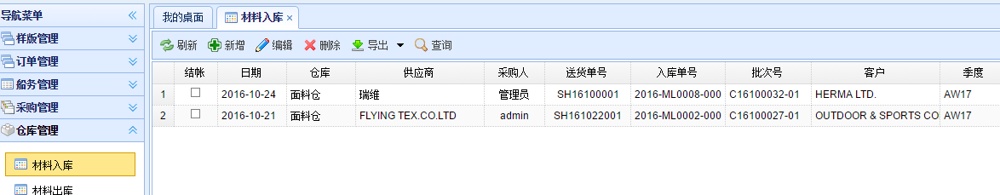 导航菜单
样版管理
订单管理
船务管理
采购管理
仓库管理
材料入库
材料出库
我的桌面 材料入库
刷新 新增 编辑 删除 导出 查询
结帐 日期 仓库 供应商 采购人 送货单号 入库单号 批次号 客户 季度
1 2016-10-24 面料仓 瑞维 管理员 SH16100001 2016-ML0008-000 C16100032-01 HERMA LTD. AW17
2 2016-10-21 面料仓 FLYING TEX.CO.LTD admin SH161022001 2016-ML0002-000 C16100027-01 OUTDOOR & SPORTS CO AW17